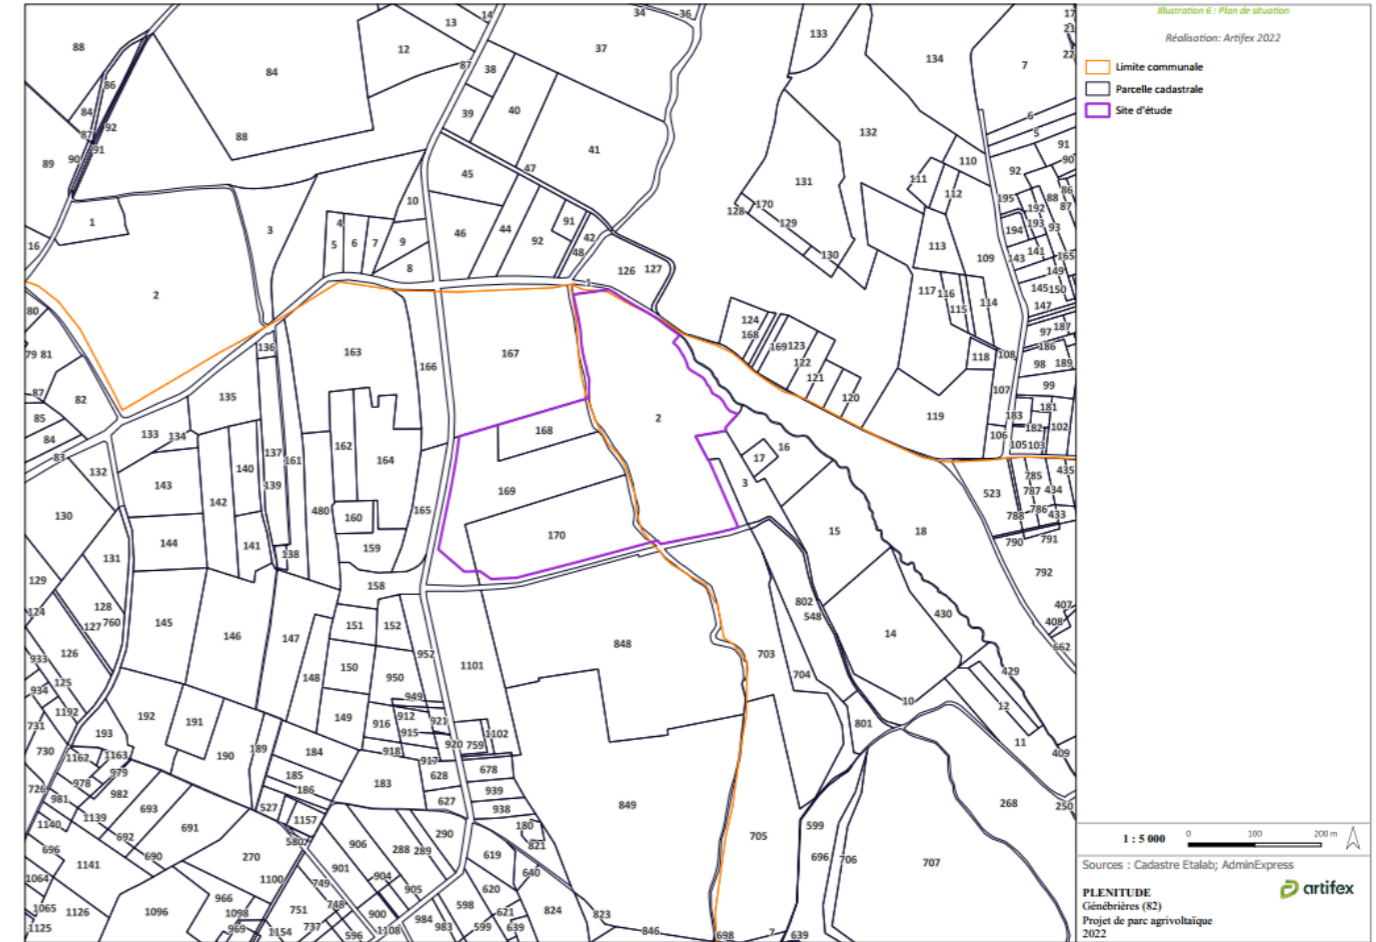 Illustration 6 : Plan de situation
Réalisation: Artifex 2022
Limite communale
Parcelle cadastrale
Site d'étude
1 : 5 000
0 100 200 m
Sources : Cadastre Etalab; AdminExpress
PLENITUDE
Génébrières (82)
Projet de parc agrivoltaïque
2022
artifex
14 34 36 17
13 133 21
88 12 37 134 22
84 87 38 7
86 39 40 6
84 92 88 132 5
87 91 41 91
89 90 110 90
45 47 131 111 92
10 112 86
1 3 4 46 44 91 128 170 195 88 87
16 5 6 7 9 92 42 129 192 193 93
8 48 130 113 194 141 165
2 1 126 127 109 143 149
117 116 115 114 145 150
80 124 168 147
136 163 167 169 123 97 187
79 81 166 122 118 108 186
98 189
87 82 135 121 120 107 99
85 2 119 183 181
84 133 134 162 168 16 106 182 102
83 164 17 105 103
132 137 161 140 3 523 785 435
143 139 169 787 434
142 480 160 165 788 786 433
130 144 141 170 15 18 790 791
138 159
131 158 792
129 802 407
124 128 760 145 151 152 548 430 408
127 146 147 848 14 662
933 126 952 703
150 1101 429
934 125 148 950 704
949 10 12
1192 192 191 149 916 912 921
731 193 915 1102 801 11
730 1162 1163 190 189 184 918 920 759 409
979 185 917 678
726 978 982 186 183 628 939 268 250
981 693 527 627 938 849
1139 1157 180 599
1140 692 691 580 290 821 705
696 690 906 288 289 619 696 706 707
1141 270 901 640
1064 1100 749 904 905 620
966 751 748 598 621
1065 1126 1096 1098 737 900 984 824 823
1125 969 1154 596 1108 983 599 639 846 698 7 639